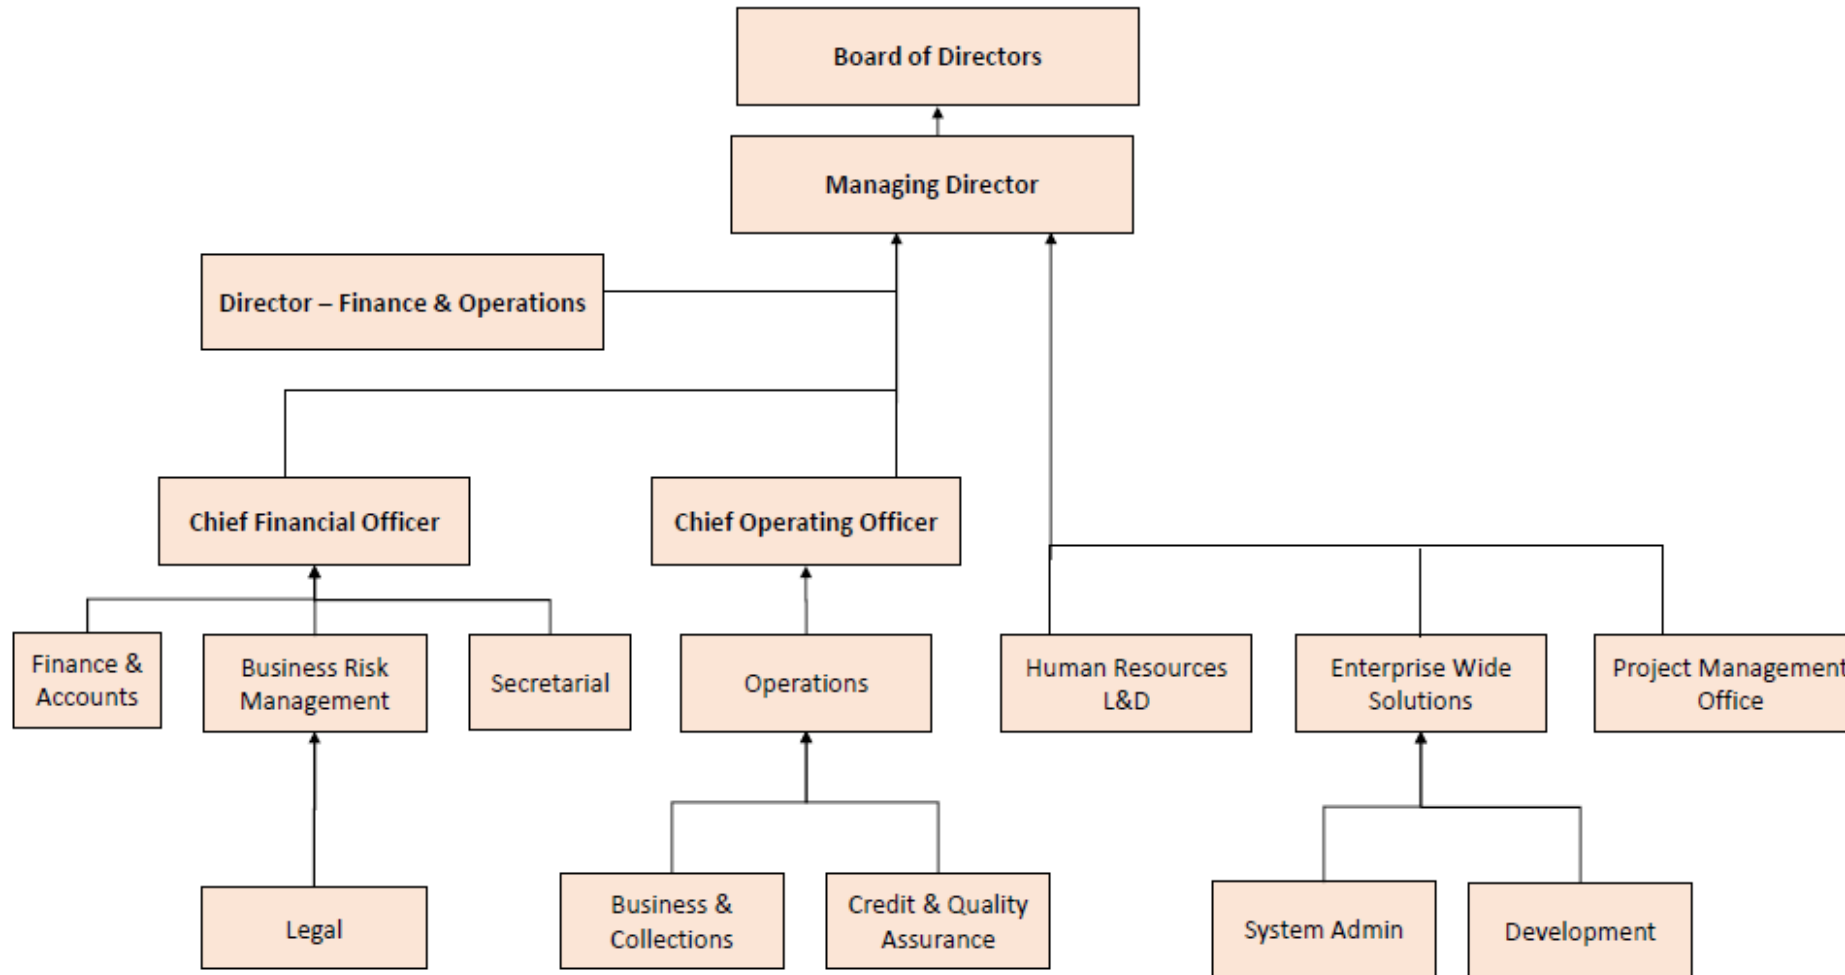 Board of Directors
Managing Director
Director – Finance & Operations
Chief Financial Officer
Chief Operating Officer
Finance &
Accounts
Business Risk
Management
Secretarial
Operations
Human Resources
L&D
Enterprise Wide
Solutions
Project Management
Office
Legal
Business &
Collections
Credit & Quality
Assurance
System Admin
Development